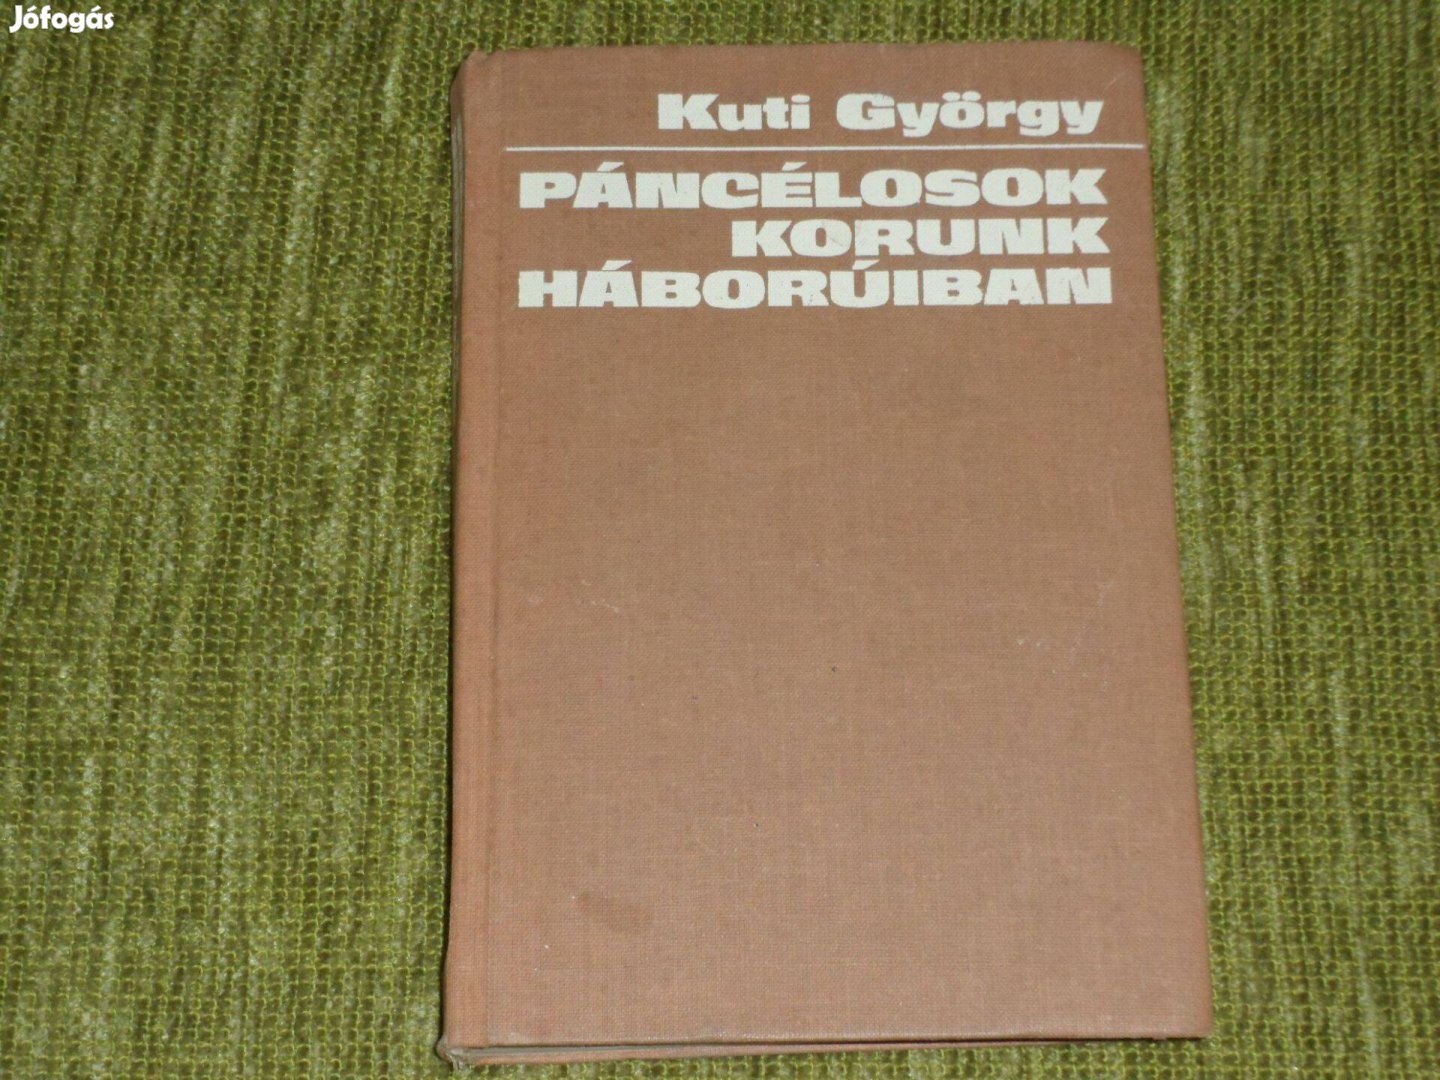 Jófogás
Kuti György
PÁNCÉLOSOK
KORUNK
HÁBORÚIBAN